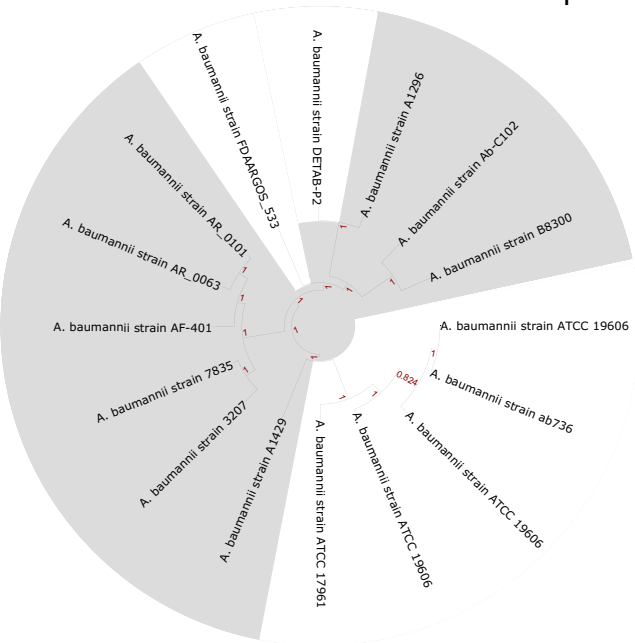 A. baumannii strain FDAARGOS_533
A. baumannii strain DETAB-P2
A. baumannii strain A1296
A. baumannii strain Ab-C102
A. baumannii strain B8300
A. baumannii strain ATCC 19606
A. baumannii strain ab736
A. baumannii strain ATCC 19606
A. baumannii strain ATCC 19606
A. baumannii strain ATCC 17961
A. baumannii strain A1429
A. baumannii strain 3207
A. baumannii strain 7835
A. baumannii strain AF-401
A. baumannii strain AR_0063
A. baumannii strain AR_0101
1
1
1
1
1
1
1
1
1
1
1
1
0.824
1
1